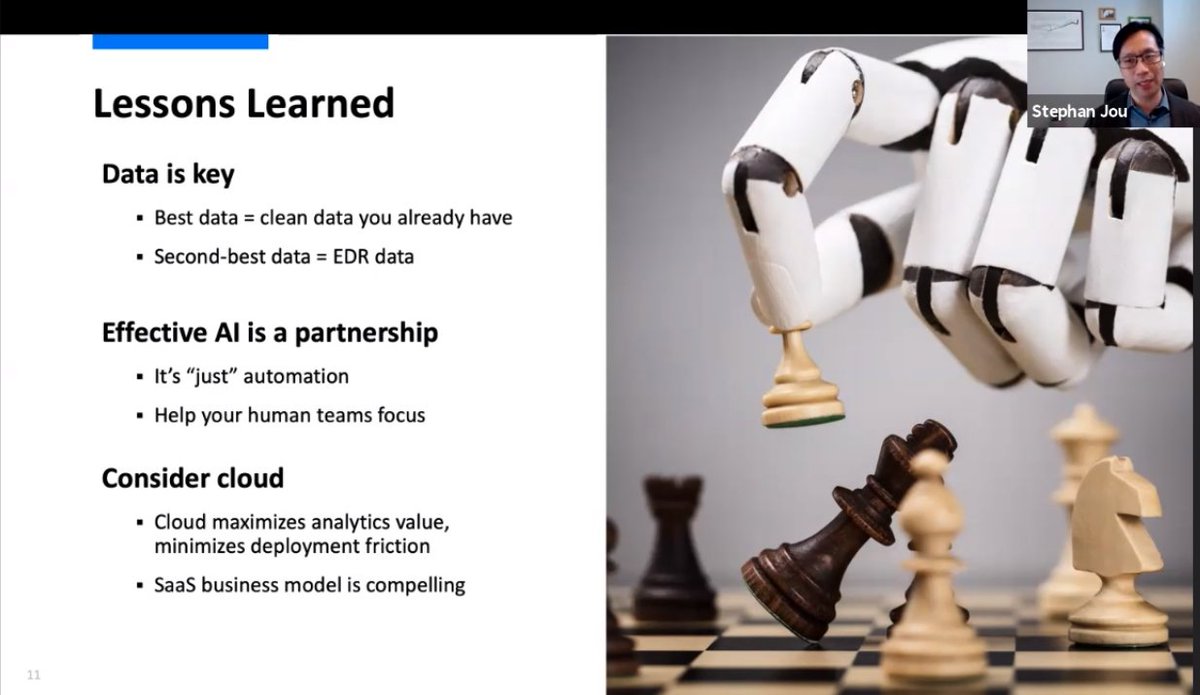 Lessons Learned
Data is key
▪ Best data = clean data you already have
▪ Second-best data = EDR data
Effective AI is a partnership
▪ It's “just” automation
▪ Help your human teams focus
Consider cloud
▪ Cloud maximizes analytics value,
minimizes deployment friction
▪ SaaS business model is compelling
11
Stephan Jou